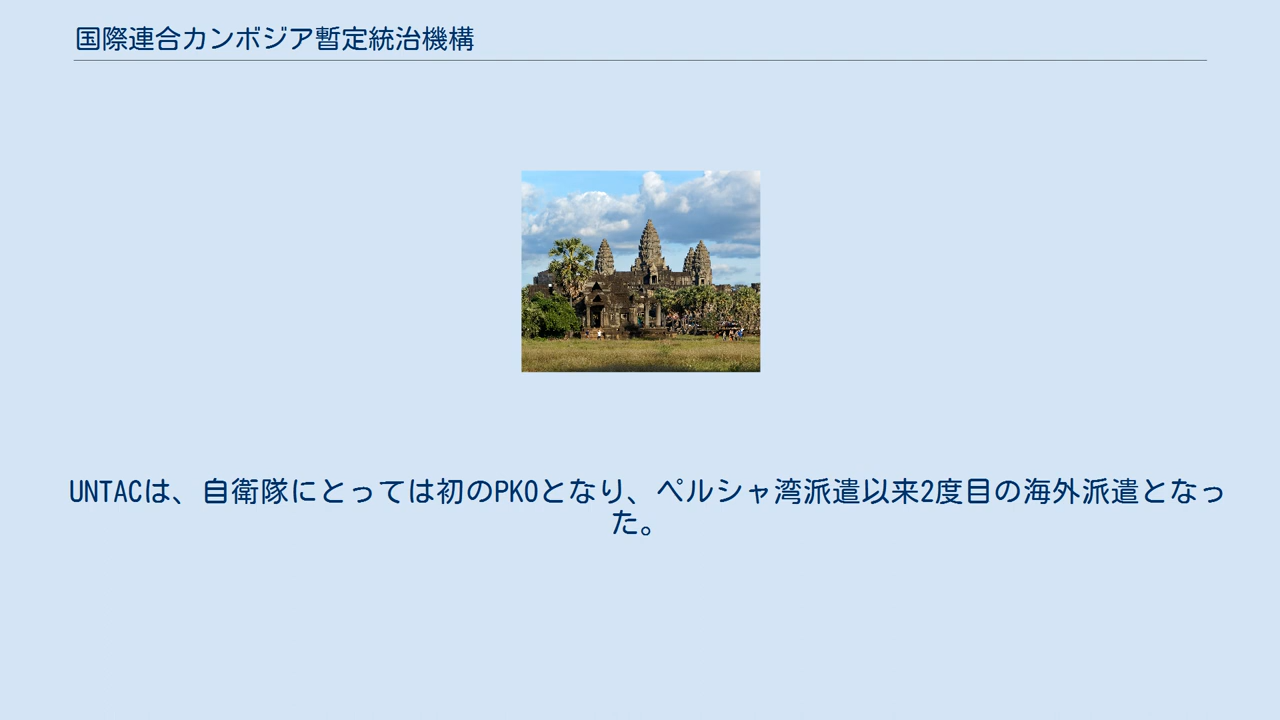 国際連合カンボジア暫定統治機構
UNTACは、自衛隊にとっては初のPKOとなり、ペルシャ湾派遣以来2度目の海外派遣となっ
た。